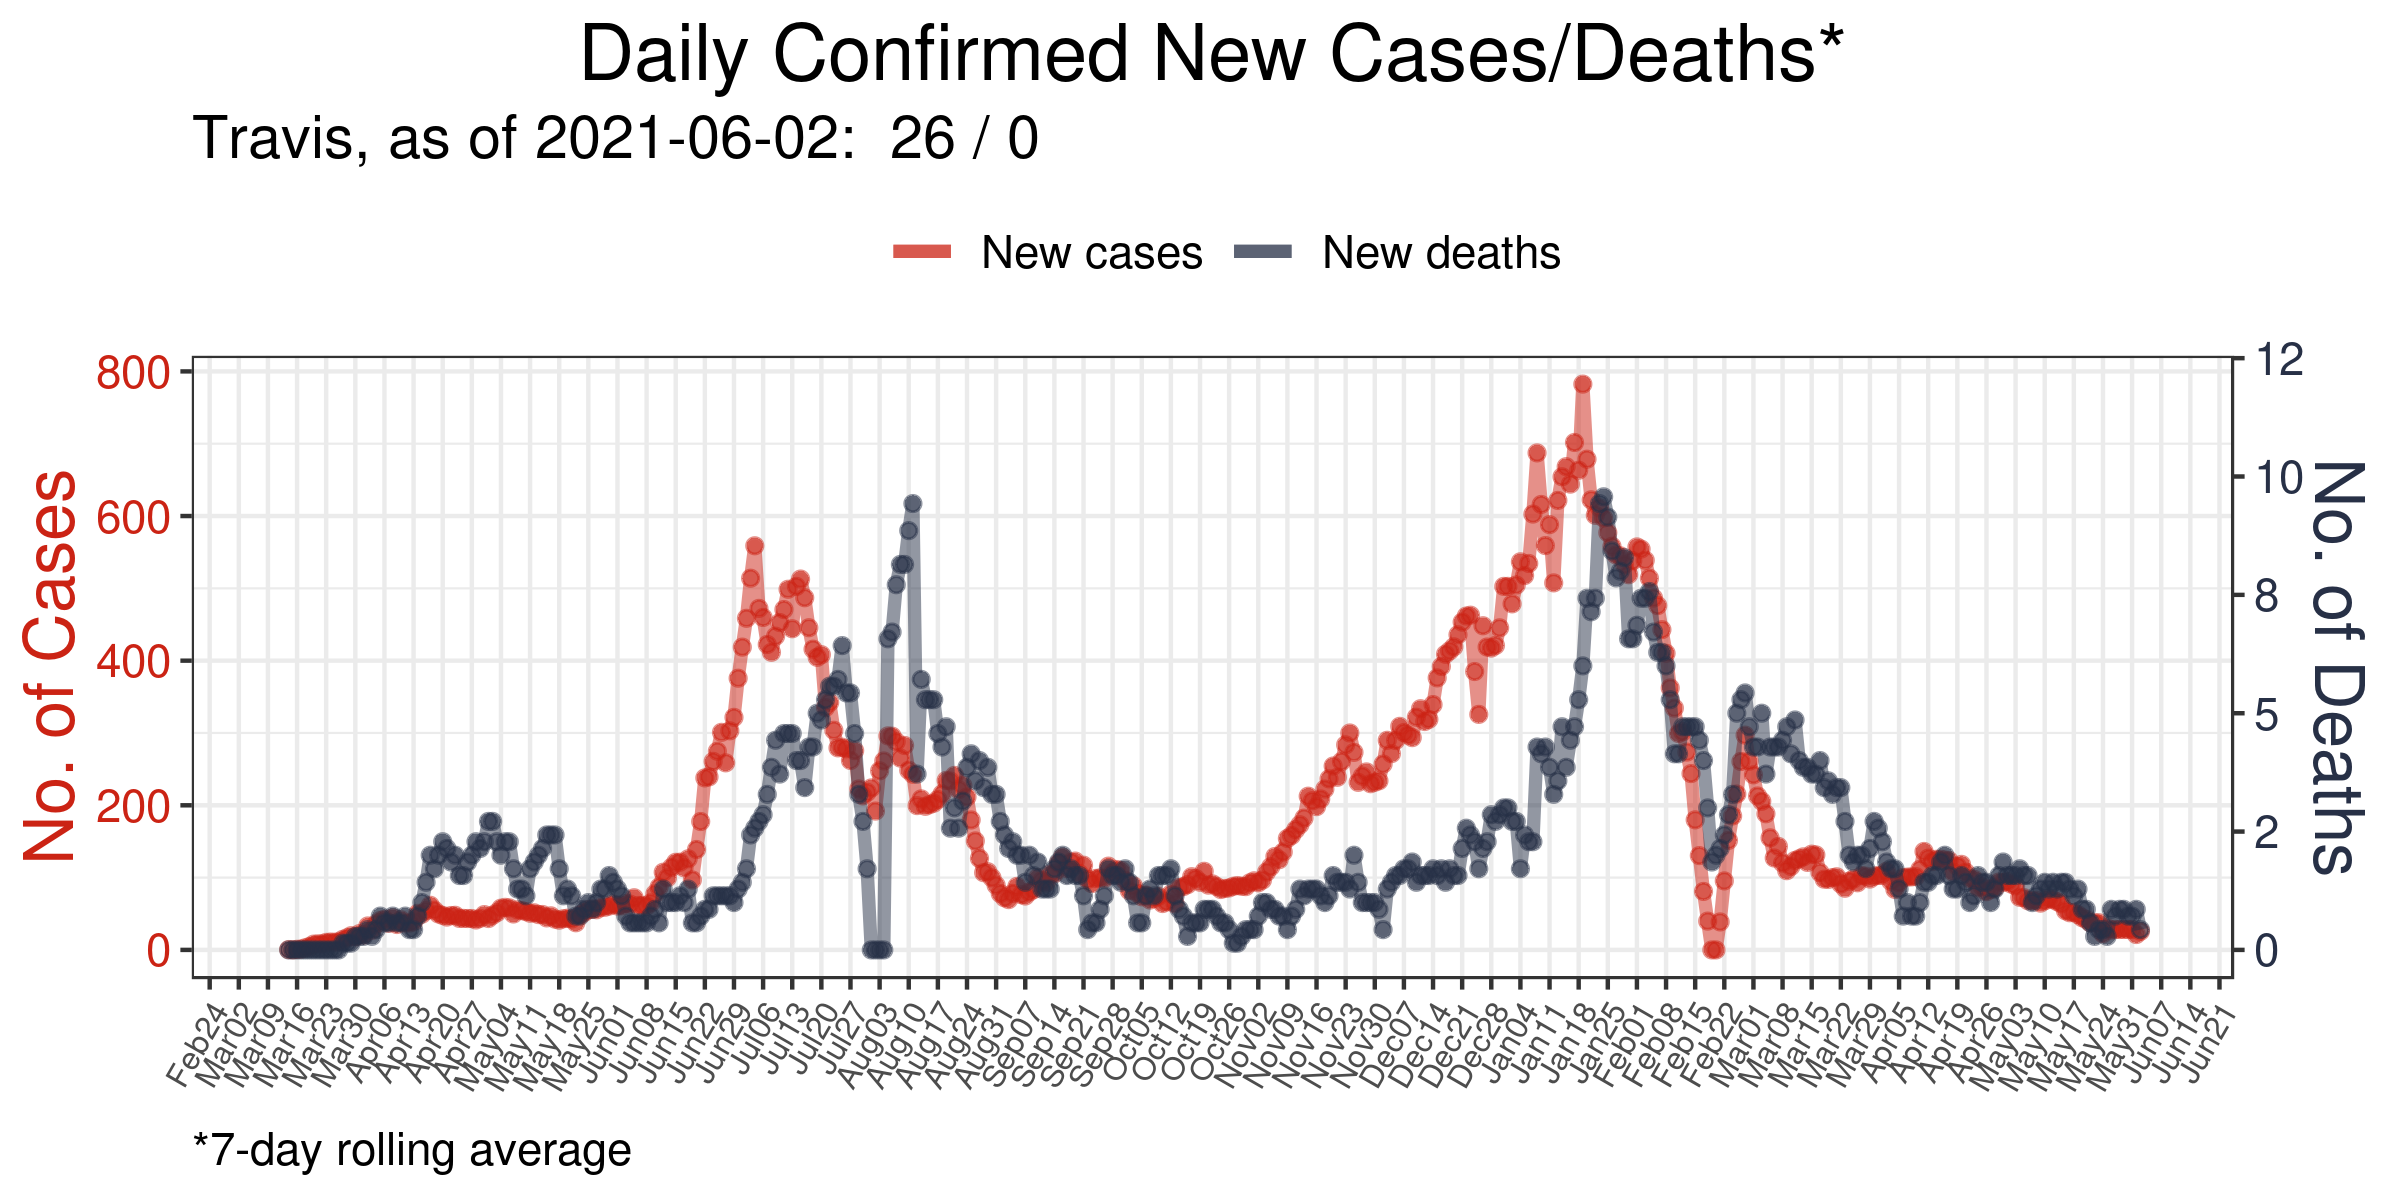 Daily Confirmed New Cases/Deaths*
Travis, as of 2021-06-02:  26 / 0
New cases New deaths
No. of Cases
800
600
400
200
0
12
10
8
5
2
0
No. of Deaths
Feb24 Mar02 Mar09 Mar16 Mar23 Mar30 Apr06 Apr13 Apr20 Apr27 May04 May11 May18 May25 Jun01 Jun08 Jun15 Jun22 Jun29 Jul06 Jul13 Jul20 Jul27 Aug03 Aug10 Aug17 Aug24 Aug31 Sep07 Sep14 Sep21 Sep28 Oct05 Oct12 Oct19 Oct26 Nov02 Nov09 Nov16 Nov23 Nov30 Dec07 Dec14 Dec21 Dec28 Jan04 Jan11 Jan18 Jan25 Feb01 Feb08 Feb15 Feb22 Mar01 Mar08 Mar15 Mar22 Mar29 Apr05 Apr12 Apr19 Apr26 May03 May10 May17 May24 May31 Jun07 Jun14 Jun21
*7-day rolling average